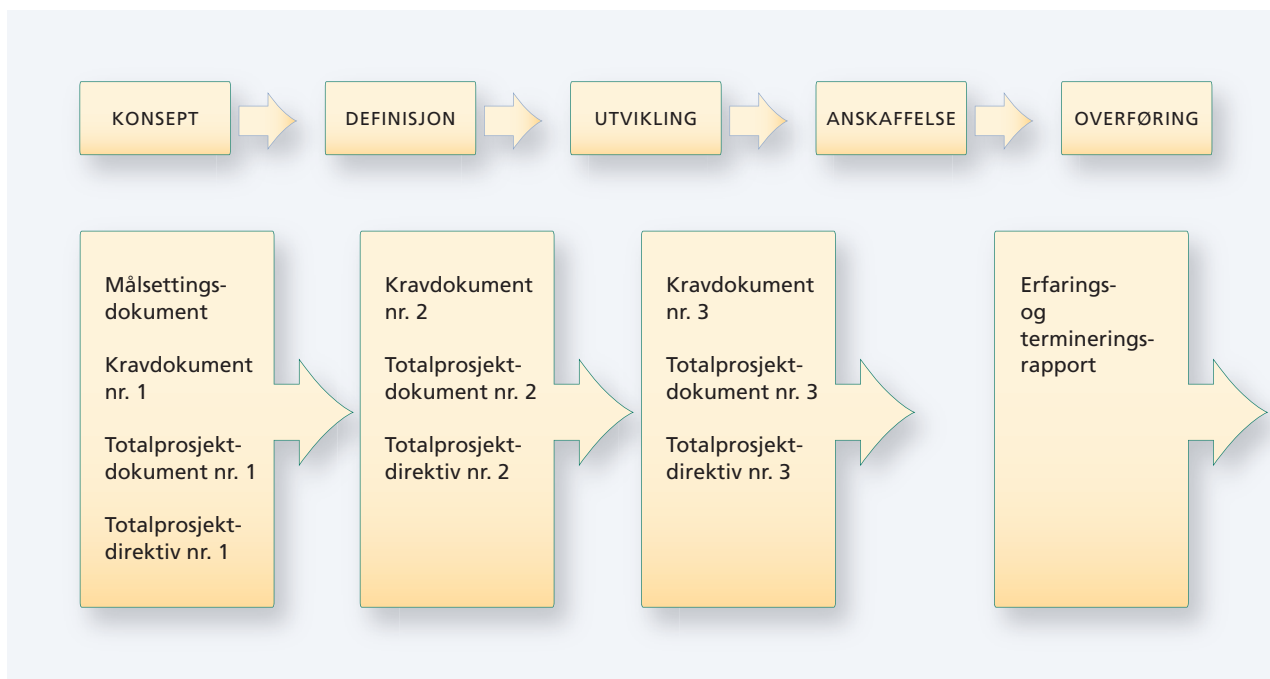 KONSEPT
DEFINISJON
UTVIKLING
ANSKAFFELSE
OVERFØRING
Målsettings-
dokument
Kravdokument
nr. 1
Totalprosjekt-
dokument nr. 1
Totalprosjekt-
direktiv nr. 1
Kravdokument
nr. 2
Totalprosjekt-
dokument nr. 2
Totalprosjekt-
direktiv nr. 2
Kravdokument
nr. 3
Totalprosjekt-
dokument nr. 3
Totalprosjekt-
direktiv nr. 3
Erfarings-
og
terminerings-
rapport